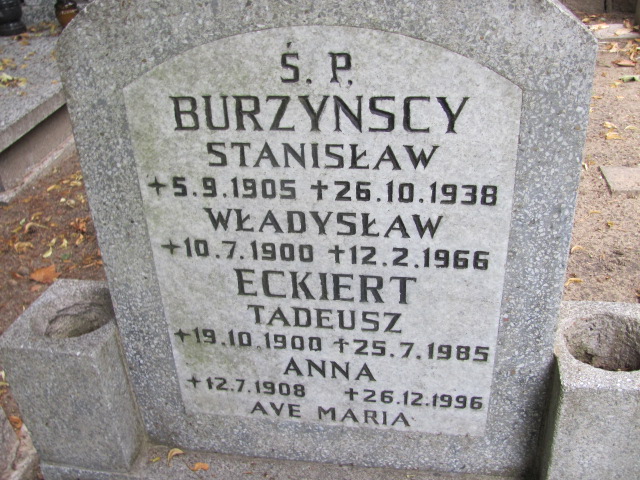 Ś. P.
BURZYNSCY
STANISŁAW
+5.9.1905 +26.10.1938
WŁADYSŁAW
+10.7.1900 +12.2.1966
ECKIERT
TADEUSZ
+19.10.1900 +25.7.1985
ANNA
+12.7.1908 +26.12.1996
AVE MARIA